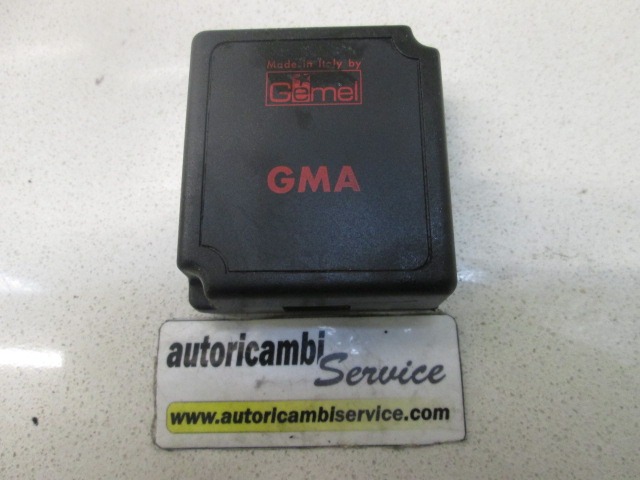 Made in Italy by
Gemel
GMA
autoricambi
Service
www.autoricambiservice.com